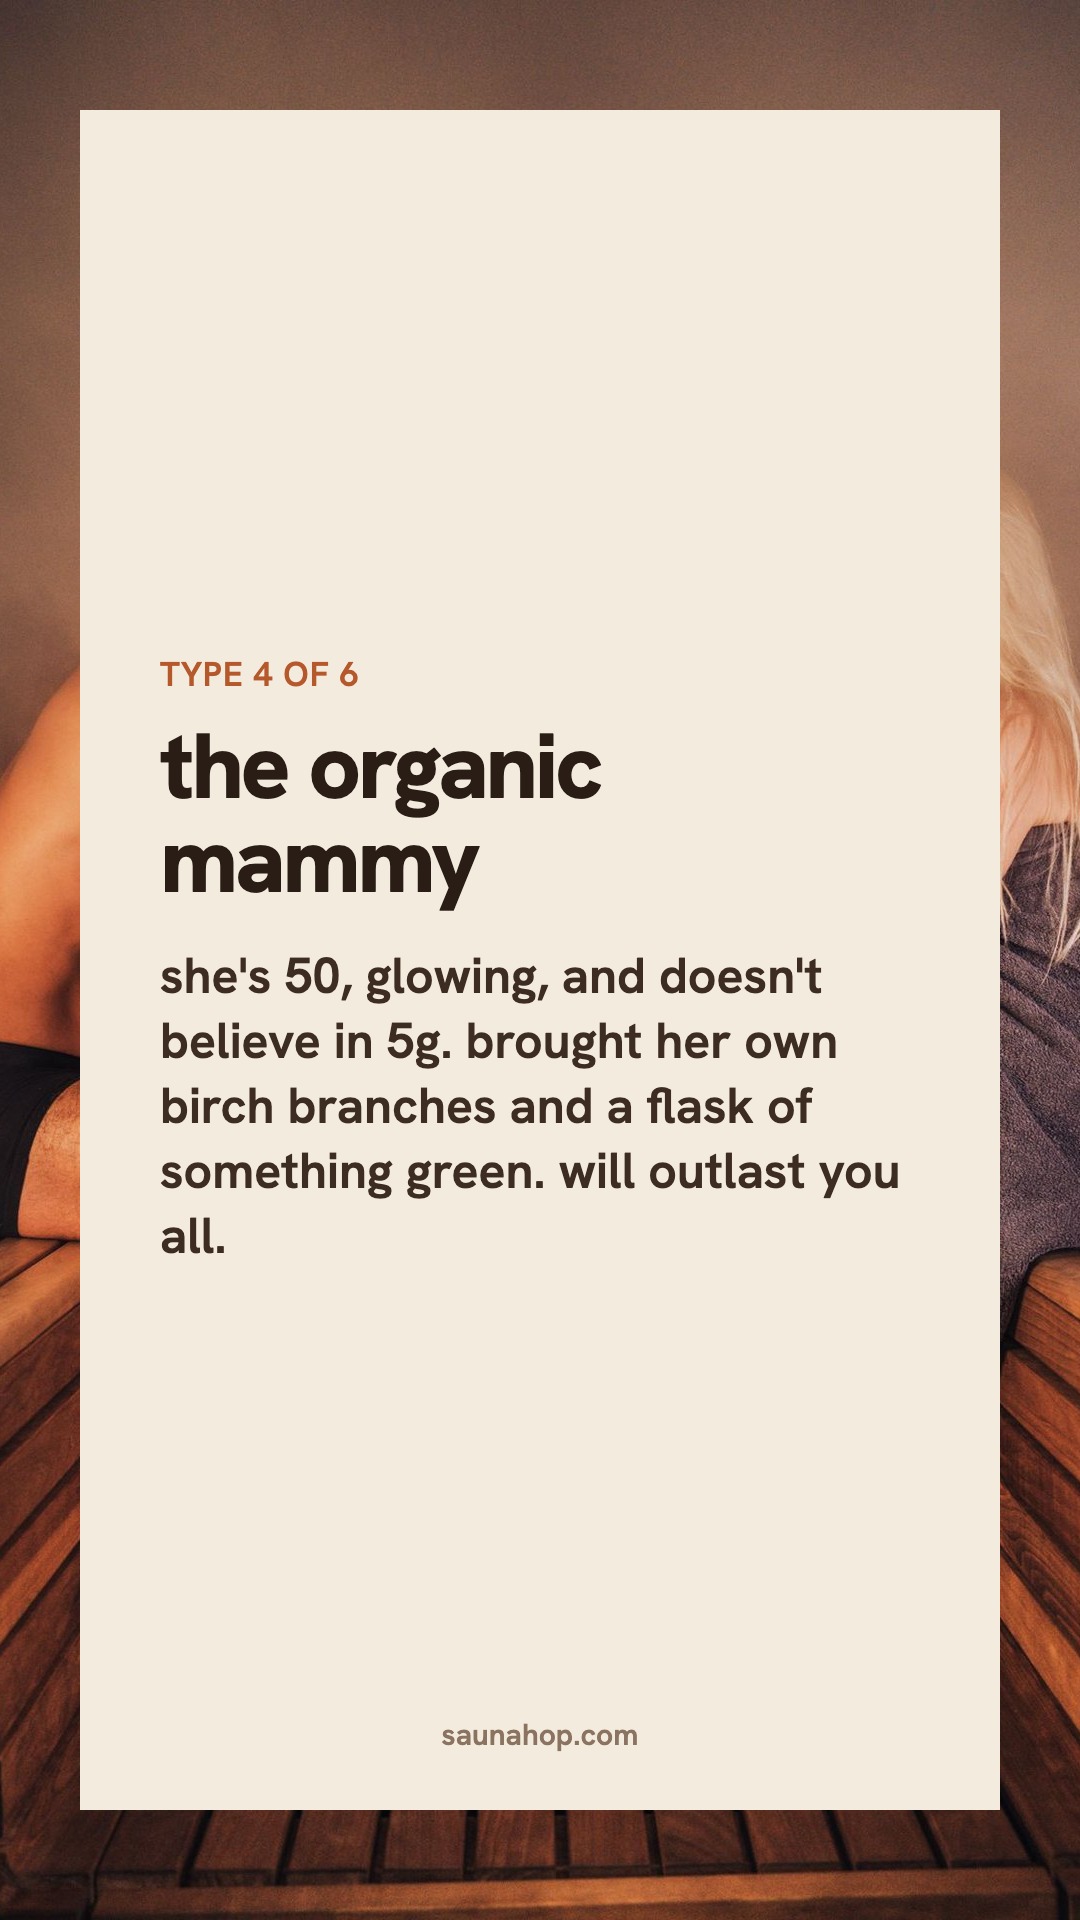 TYPE 4 OF 6
the organic
mammy
she's 50, glowing, and doesn't
believe in 5g. brought her own
birch branches and a flask of
something green. will outlast you
all.
saunahop.com